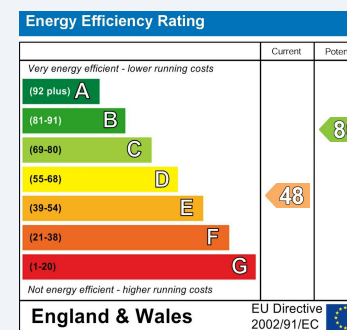 Energy Efficiency Rating
Current
Very energy efficient - lower running costs
(92 plus) A
(81-91) B
(69-80) C
(55-68) D
48
(39-54) E
(21-38) F
(1-20) G
Not energy efficient - higher running costs
England & Wales
EU Directive
2002/91/EC